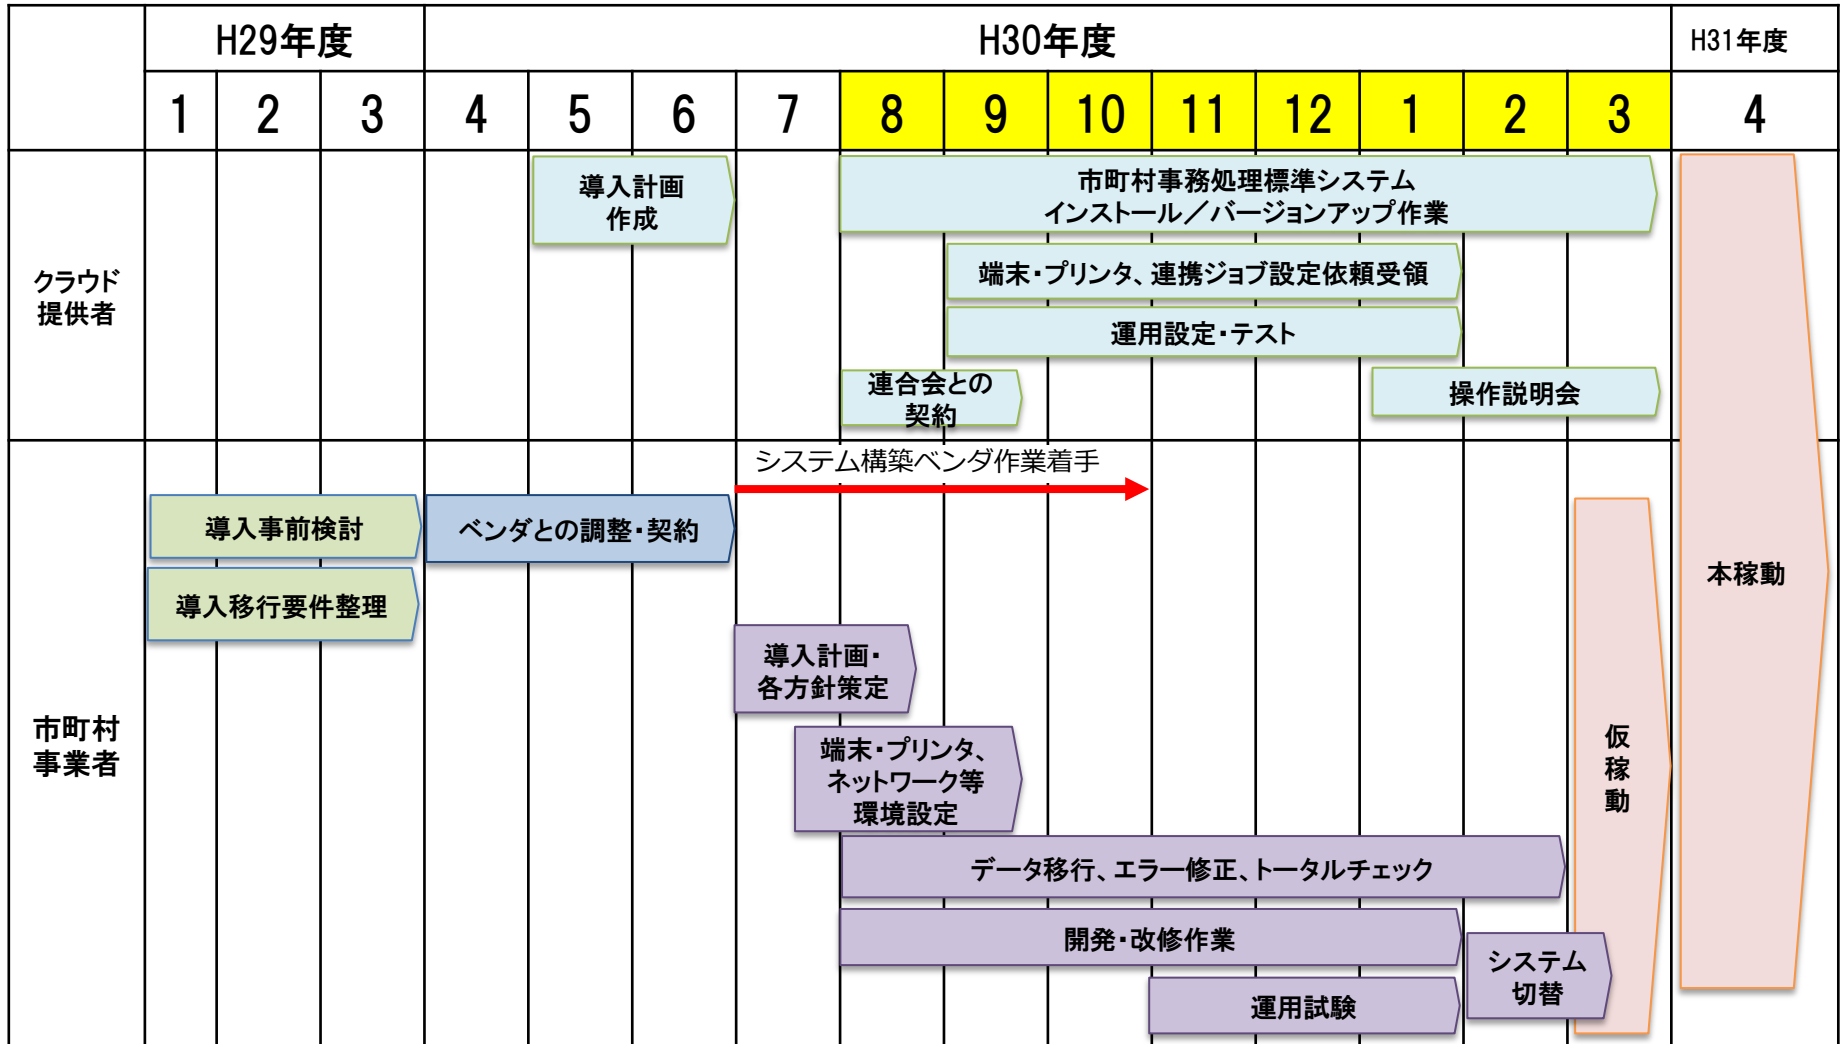 H29年度
H30年度
H31年度
1
2
3
4
5
6
7
8
9
10
11
12
1
2
3
4
クラウド
提供者
導入計画
作成
市町村事務処理標準システム
インストール／バージョンアップ作業
端末・プリンタ、連携ジョブ設定依頼受領
運用設定・テスト
連合会との
契約
操作説明会
本稼動
市町村
事業者
システム構築ベンダ作業着手
導入事前検討
ベンダとの調整・契約
導入移行要件整理
導入計画・
各方針策定
端末・プリンタ、
ネットワーク等
環境設定
データ移行、エラー修正、トータルチェック
開発・改修作業
運用試験
システム
切替
仮
稼
動